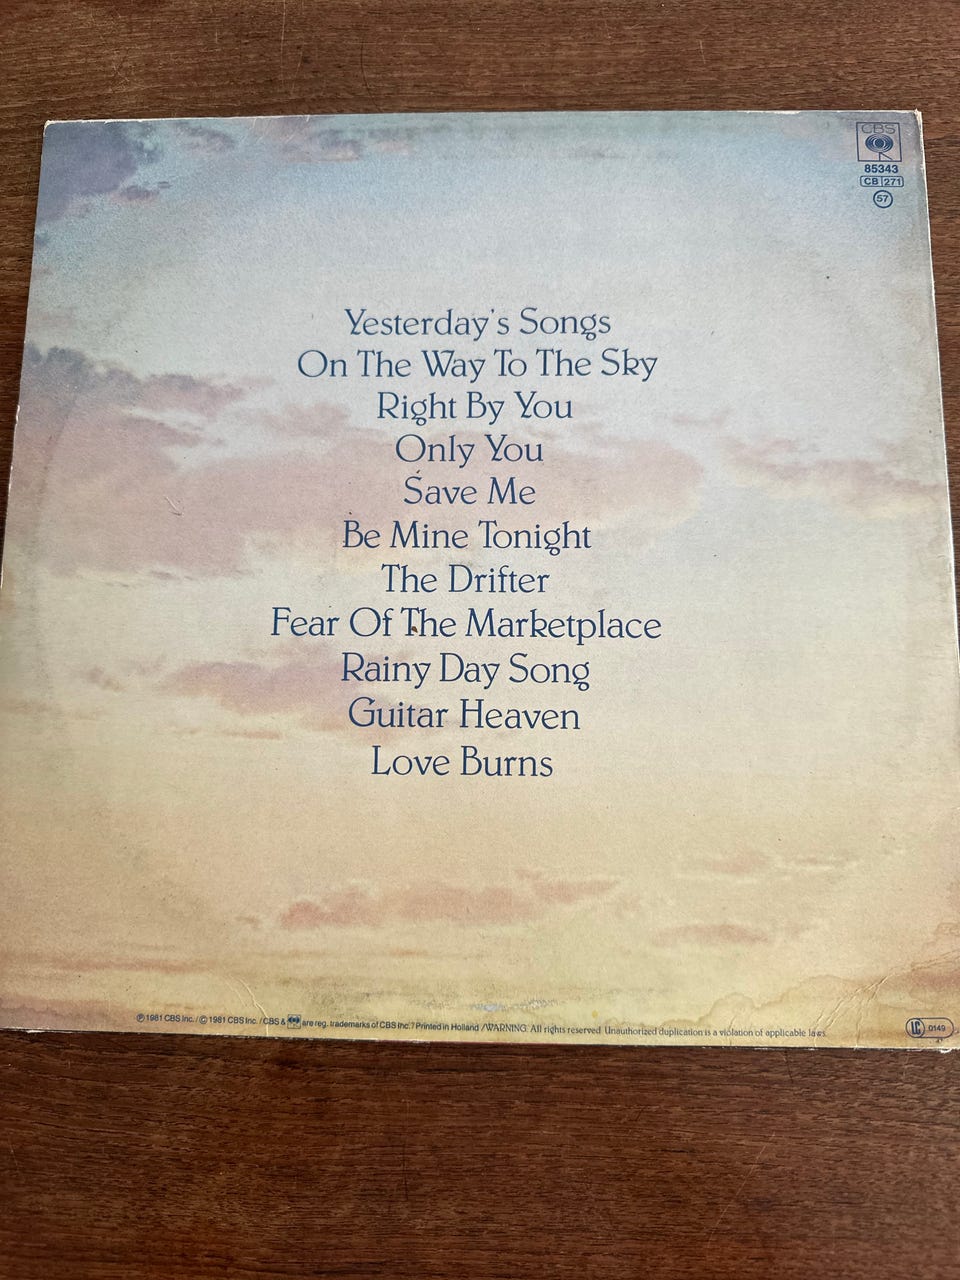 CBS
85343
CB 271
57
Yesterday's Songs
On The Way To The Sky
Right By You
Only You
Save Me
Be Mine Tonight
The Drifter
Fear Of The Marketplace
Rainy Day Song
Guitar Heaven
Love Burns
℗ 1981 CBS Inc. / © 1981 CBS Inc. / CBS & are reg. trademarks of CBS Inc. / Printed in Holland / WARNING: All rights reserved. Unauthorized duplication is a violation of applicable laws.
LC 0149